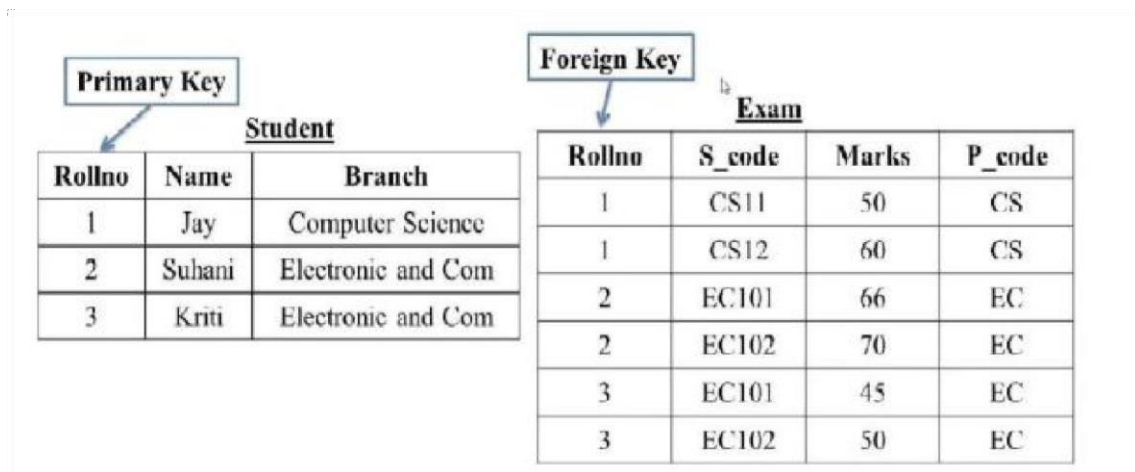 Primary Key
Student
Rollno Name Branch
1 Jay Computer Science
2 Suhani Electronic and Com
3 Kriti Electronic and Com
Foreign Key
Exam
Rollno S_code Marks P_code
1 CS11 50 CS
1 CS12 60 CS
2 EC101 66 EC
2 EC102 70 EC
3 EC101 45 EC
3 EC102 50 EC